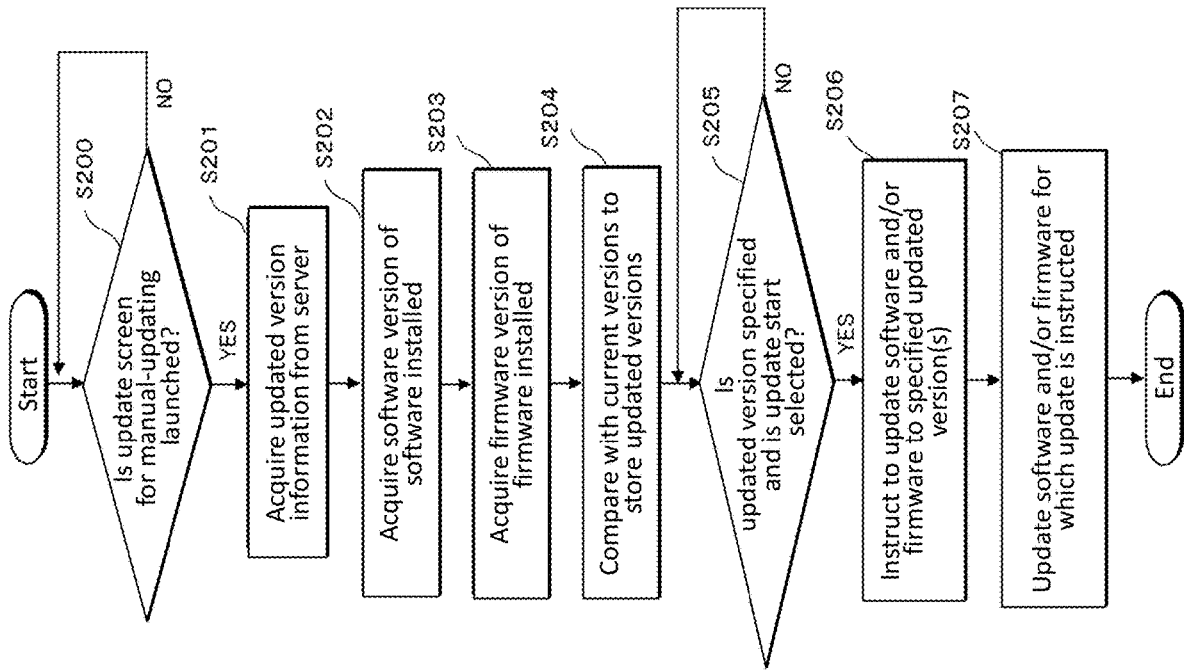 Start
Is update screen
for manual-updating
launched?
S200
NO
YES
S201
Acquire updated version
information from server
S202
Acquire software version of
software installed
S203
Acquire firmware version of
firmware installed
S204
Compare with current versions to
store updated versions
S205
Is
updated version specified
and is update start
selected?
NO
YES
S206
Instruct to update software and/or
firmware to specified updated
version(s)
S207
Update software and/or firmware for
which update is instructed
End